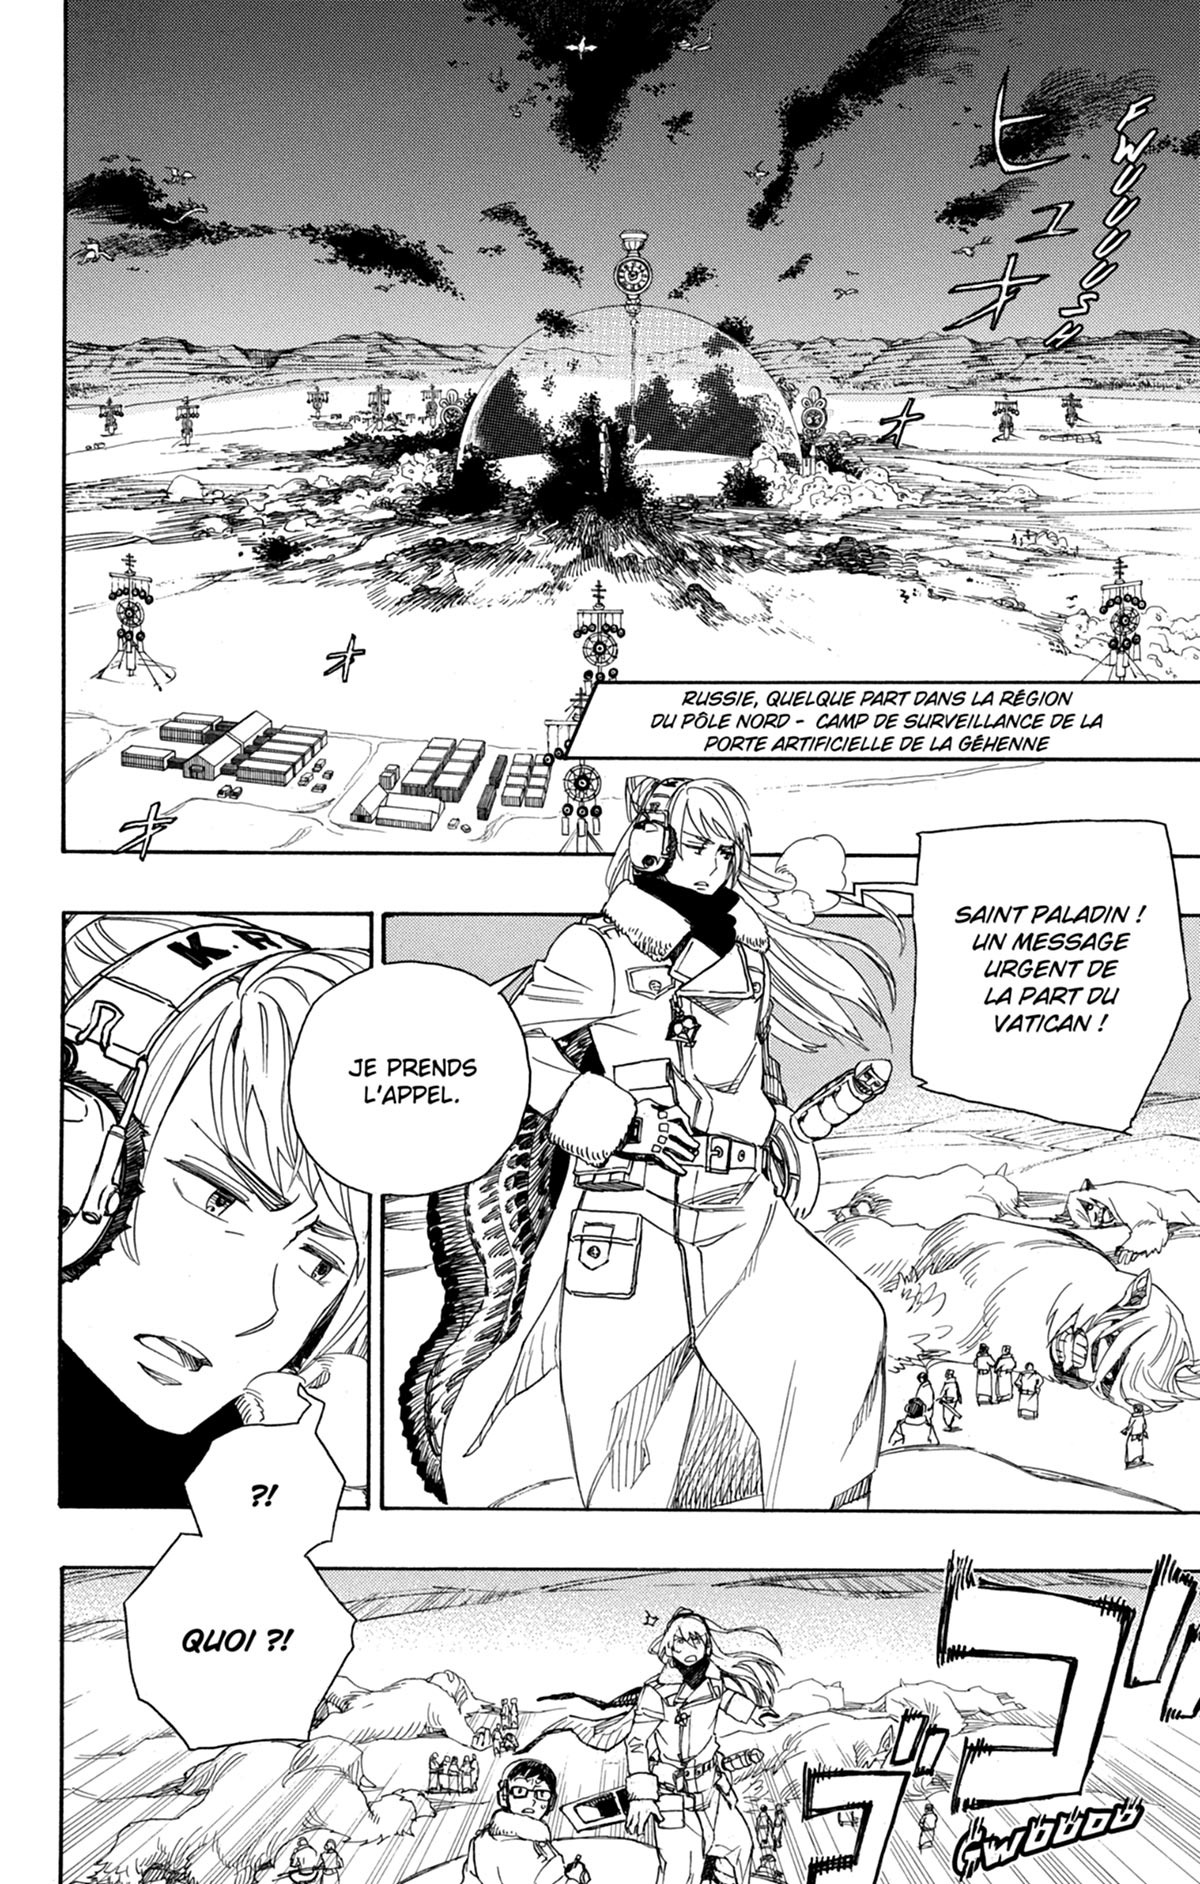 ヒュオ
FWUUUUSH
オ
オ
オ
RUSSIE, QUELQUE PART DANS LA RÉGION
DU PÔLE NORD - CAMP DE SURVEILLANCE DE LA
PORTE ARTIFICIELLE DE LA GÉHENNE
SAINT PALADIN !
UN MESSAGE
URGENT DE
LA PART DU
VATICAN !
JE PRENDS
L'APPEL.
K.R
?!
QUOI ?!
ゴゴ
GWOOOO